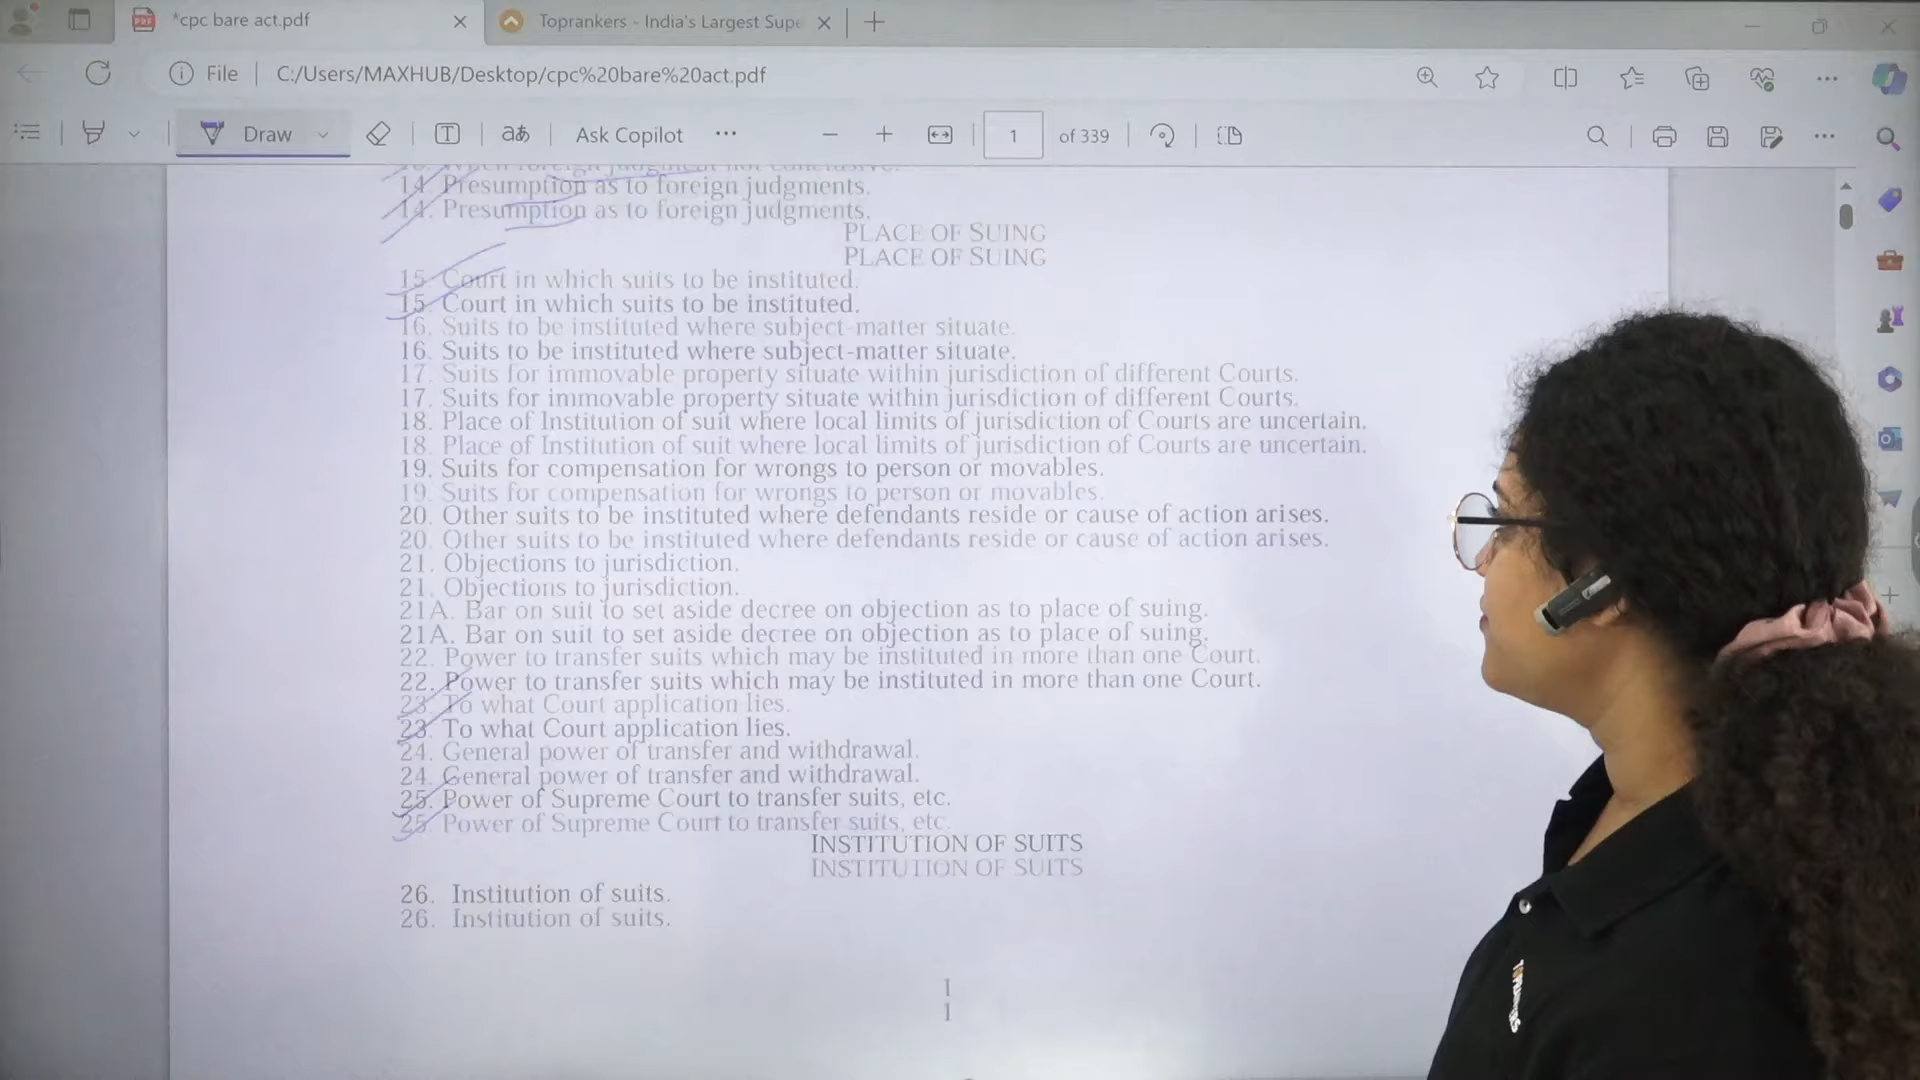 *cpc bare act.pdf
Toprankers - India's Largest Supe
File
C:/Users/MAXHUB/Desktop/cpc%20bare%20act.pdf
Draw
T
aあ
Ask Copilot
1 of 339
14. Presumption as to foreign judgments.
14. Presumption as to foreign judgments.
PLACE OF SUING
PLACE OF SUING
15. Court in which suits to be instituted.
15. Court in which suits to be instituted.
16. Suits to be instituted where subject-matter situate.
16. Suits to be instituted where subject-matter situate.
17. Suits for immovable property situate within jurisdiction of different Courts.
17. Suits for immovable property situate within jurisdiction of different Courts.
18. Place of Institution of suit where local limits of jurisdiction of Courts are uncertain.
18. Place of Institution of suit where local limits of jurisdiction of Courts are uncertain.
19. Suits for compensation for wrongs to person or movables.
19. Suits for compensation for wrongs to person or movables.
20. Other suits to be instituted where defendants reside or cause of action arises.
20. Other suits to be instituted where defendants reside or cause of action arises.
21. Objections to jurisdiction.
21. Objections to jurisdiction.
21A. Bar on suit to set aside decree on objection as to place of suing.
21A. Bar on suit to set aside decree on objection as to place of suing.
22. Power to transfer suits which may be instituted in more than one Court.
22. Power to transfer suits which may be instituted in more than one Court.
23. To what Court application lies.
23. To what Court application lies.
24. General power of transfer and withdrawal.
24. General power of transfer and withdrawal.
25. Power of Supreme Court to transfer suits, etc.
25. Power of Supreme Court to transfer suits, etc.
INSTITUTION OF SUITS
INSTITUTION OF SUITS
26. Institution of suits.
26. Institution of suits.
1
1